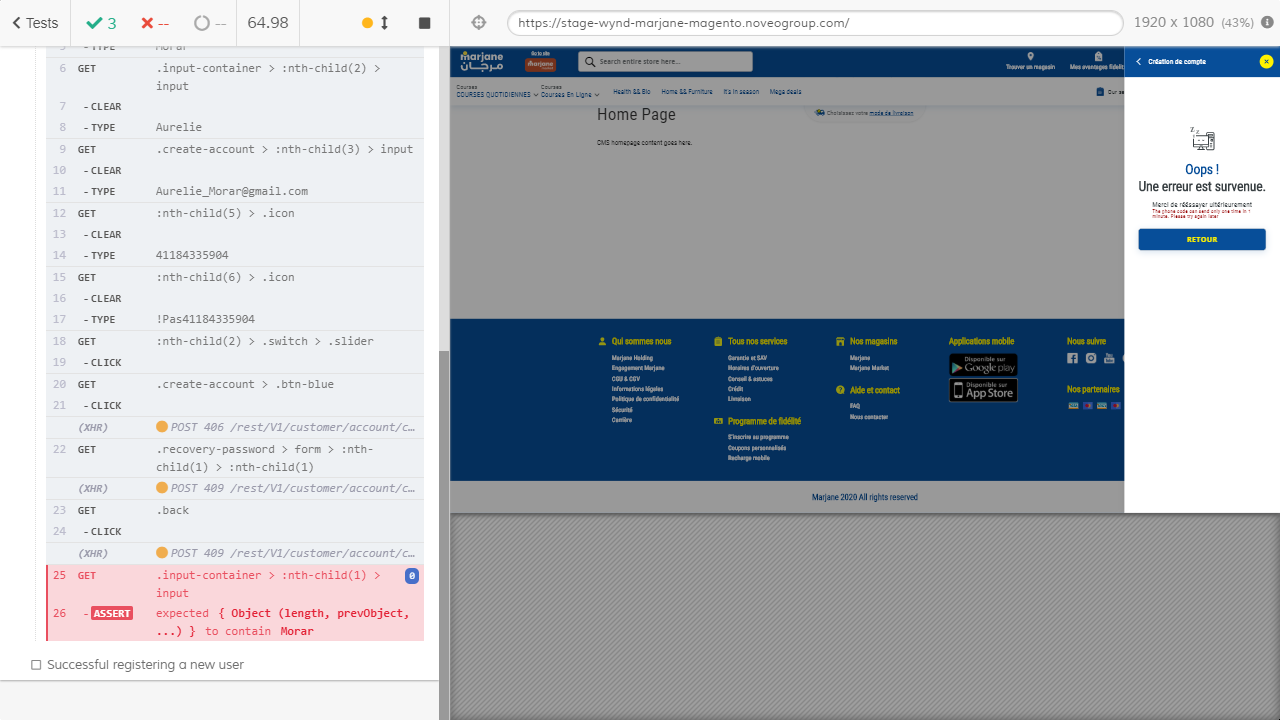 Tests
3
--
--
64.98
https://stage-wynd-marjane-magento.noveogroup.com/
1920 x 1080 (43%)
5 -TYPE Morar
6 GET .input-container > :nth-child(2) >
input
7 -CLEAR
8 -TYPE Aurelie
9 GET .create-account > :nth-child(3) > input
10 -CLEAR
11 -TYPE Aurelie_Morar@gmail.com
12 GET :nth-child(5) > .icon
13 -CLEAR
14 -TYPE 41184335904
15 GET :nth-child(6) > .icon
16 -CLEAR
17 -TYPE !Pas41184335904
18 GET :nth-child(2) > .switch > .slider
19 -CLICK
20 GET .create-account > .btn-blue
21 -CLICK
(XHR) POST 200 /rest/V1/customer/account/c…
22 GET .recover-password > form > :nth-
child(1) > :nth-child(1)
(XHR) POST 409 /rest/V1/customer/account/c…
23 GET .back
24 -CLICK
(XHR) POST 409 /rest/V1/customer/account/c…
25 GET .input-container > :nth-child(1) >
input
0
26 -ASSERT expected { Object (length, prevObject,
...) } to contain Morar
Successful registering a new user
marjane
مرجان
Go to site
marjane
Search entire store here...
Trouver un magasin
Mes avantages fidelit
Courses
COURSES QUOTIDIENNES
Courses
Courses En Ligne
Health && Bio
Home && Furniture
It's in season
Mega deals
Our se
Home Page
Choisissez votre mode de livraison
CMS homepage content goes here.
Création de compte
Oops !
Une erreur est survenue.
Merci de réessayer ultérieurement
The phone code can send only one time in 1
minute. Please try again later
RETOUR
Qui sommes nous
Marjane Holding
Engagement Marjane
CGU & CGV
Informations légales
Politique de confidentialité
Sécurité
Carrière
Tous nos services
Garantie et SAV
Horaires d'ouverture
Conseil & astuces
Crédit
Livraison
Programme de fidélité
S'inscrire au programme
Coupons personnalisés
Recharge mobile
Nos magasins
Marjane
Marjane Market
Aide et contact
FAQ
Nous contacter
Applications mobile
Disponible sur
Google play
Disponible sur
App Store
Nous suivre
Nos partenaires
Marjane 2020 All rights reserved